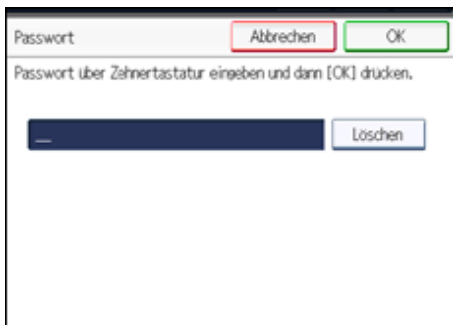 Passwort Abbrechen OK
Passwort über Zehnertastatur eingeben und dann [OK] drücken.
Löschen